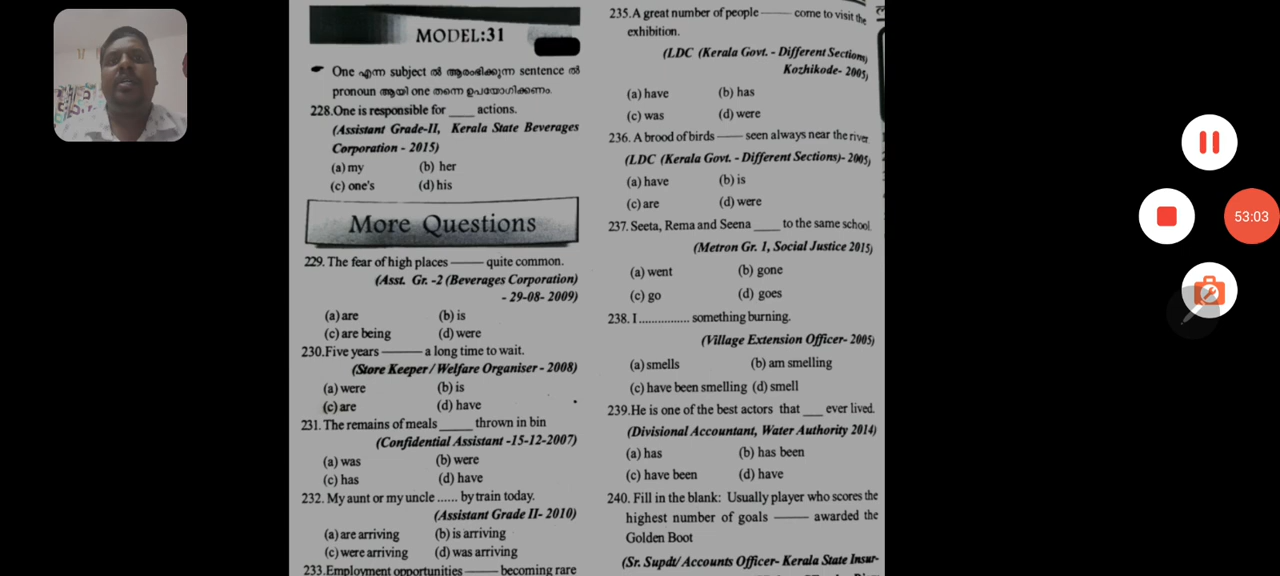 MODEL:31
One എന്ന subject ൽ ആരംഭിക്കുന്ന sentence ൽ
pronoun ആയി one തന്നെ ഉപയോഗിക്കണം.
228.One is responsible for ____ actions.
(Assistant Grade-II, Kerala State Beverages
Corporation - 2015)
(a) my (b) her
(c) one's (d) his
More Questions
229. The fear of high places —— quite common.
(Asst. Gr. -2 (Beverages Corporation)
- 29-08- 2009)
(a) are (b) is
(c) are being (d) were
230.Five years —— a long time to wait.
(Store Keeper / Welfare Organiser - 2008)
(a) were (b) is
(c) are (d) have
231. The remains of meals _____ thrown in bin
(Confidential Assistant -15-12-2007)
(a) was (b) were
(c) has (d) have
232. My aunt or my uncle ...... by train today.
(Assistant Grade II- 2010)
(a) are arriving (b) is arriving
(c) were arriving (d) was arriving
233.Employment opportunities —— becoming rare
235.A great number of people —— come to visit the
exhibition.
(LDC (Kerala Govt. - Different Sections)
Kozhikode- 2005)
(a) have (b) has
(c) was (d) were
236. A brood of birds —— seen always near the river.
(LDC (Kerala Govt. - Different Sections)- 2005)
(a) have (b) is
(c) are (d) were
237. Seeta, Rema and Seena ____ to the same school.
(Metron Gr. 1, Social Justice 2015)
(a) went (b) gone
(c) go (d) goes
238. I ................ something burning.
(Village Extension Officer- 2005)
(a) smells (b) am smelling
(c) have been smelling (d) smell
239.He is one of the best actors that ___ ever lived.
(Divisional Accountant, Water Authority 2014)
(a) has (b) has been
(c) have been (d) have
240. Fill in the blank: Usually player who scores the
highest number of goals —— awarded the
Golden Boot
(Sr. Supdt/ Accounts Officer- Kerala State Insur-
53:03